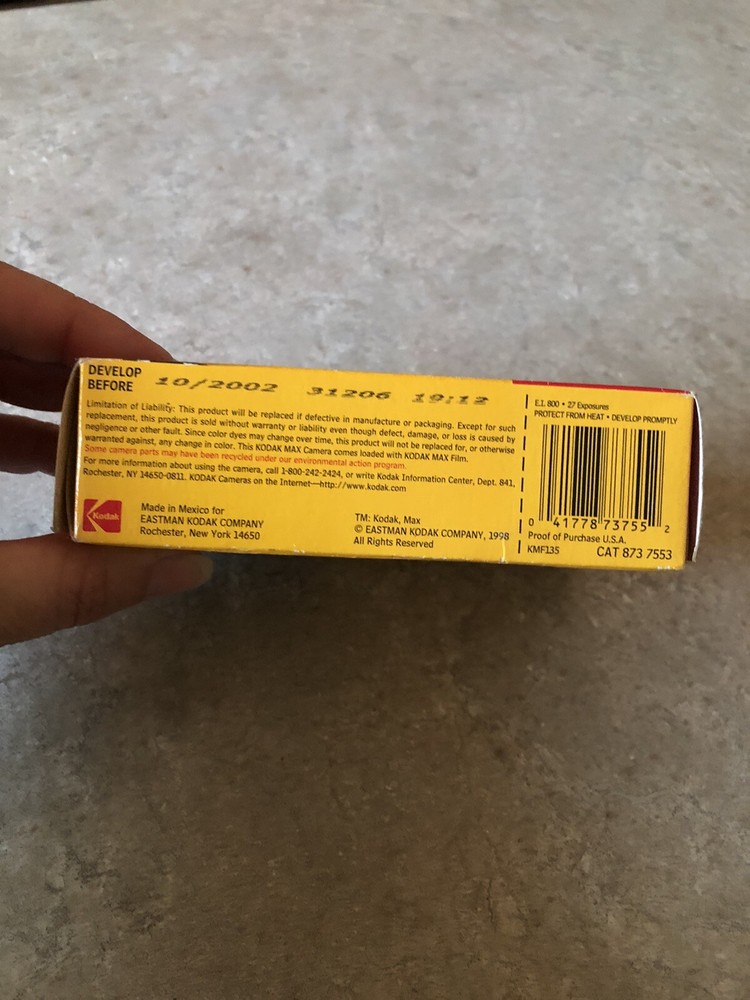 DEVELOP
BEFORE
10/2002 31206 19:12
Limitation of Liability: This product will be replaced if defective in manufacture or packaging. Except for such
replacement, this product is sold without warranty or liability even though defect, damage, or loss is caused by
negligence or other fault. Since color dyes may change over time, this product will not be replaced for, or otherwise
warranted against, any change in color. This KODAK MAX Camera comes loaded with KODAK MAX Film.
Some camera parts may have been recycled under our environmental action program.
For more information about using the camera, call 1-800-242-2424, or write Kodak Information Center, Dept. 841,
Rochester, NY 14650-0811. KODAK Cameras on the Internet—http://www.kodak.com
Kodak
Made in Mexico for
EASTMAN KODAK COMPANY
Rochester, New York 14650
TM: Kodak, Max
© EASTMAN KODAK COMPANY, 1998
All Rights Reserved
E.I. 800 • 27 Exposures
PROTECT FROM HEAT • DEVELOP PROMPTLY
0 41778 73755 2
Proof of Purchase U.S.A.
KMF135 CAT 873 7553